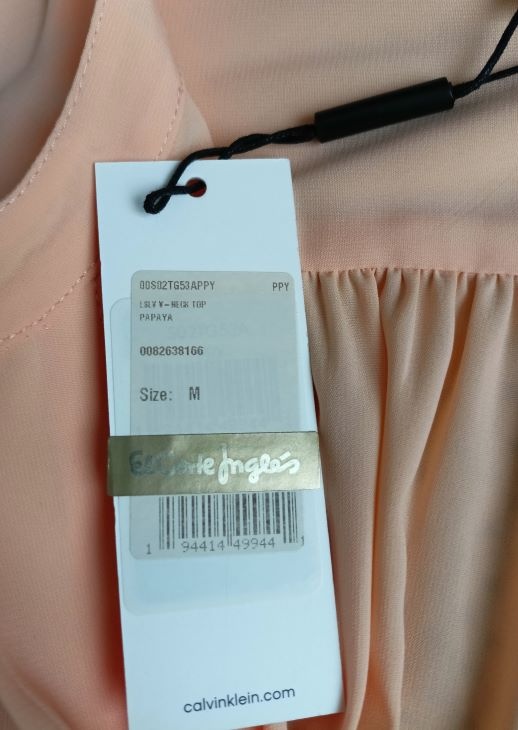 00S02TG53APPY PPY
LSLV V-NECK TOP
PAPAYA
0082638166
Size: M
El Corte Inglés
1 94414 49944 1
calvinklein.com